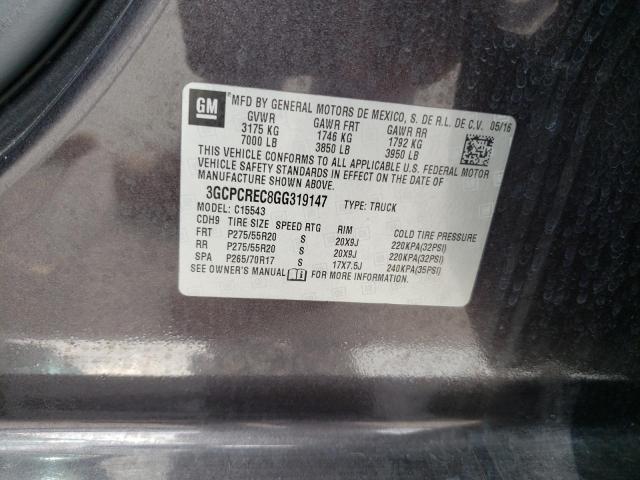 GM MFD BY GENERAL MOTORS DE MEXICO, S. DE R.L. DE C.V. 05/16
GVWR GAWR FRT GAWR RR
3175 KG 1746 KG 1792 KG
7000 LB 3850 LB 3950 LB
THIS VEHICLE CONFORMS TO ALL APPLICABLE U.S. FEDERAL MOTOR
VEHICLE SAFETY STANDARDS IN EFFECT ON THE DATE OF
MANUFACTURE SHOWN ABOVE.
3GCPCREC8GG319147 TYPE: TRUCK
MODEL: C15543
CDH9 TIRE SIZE SPEED RTG RIM COLD TIRE PRESSURE
FRT P275/55R20 S 20X9J 220KPA(32PSI)
RR P275/55R20 S 20X9J 220KPA(32PSI)
SPA P265/70R17 S 17X7.5J 240KPA(35PSI)
SEE OWNER'S MANUAL FOR MORE INFORMATION.